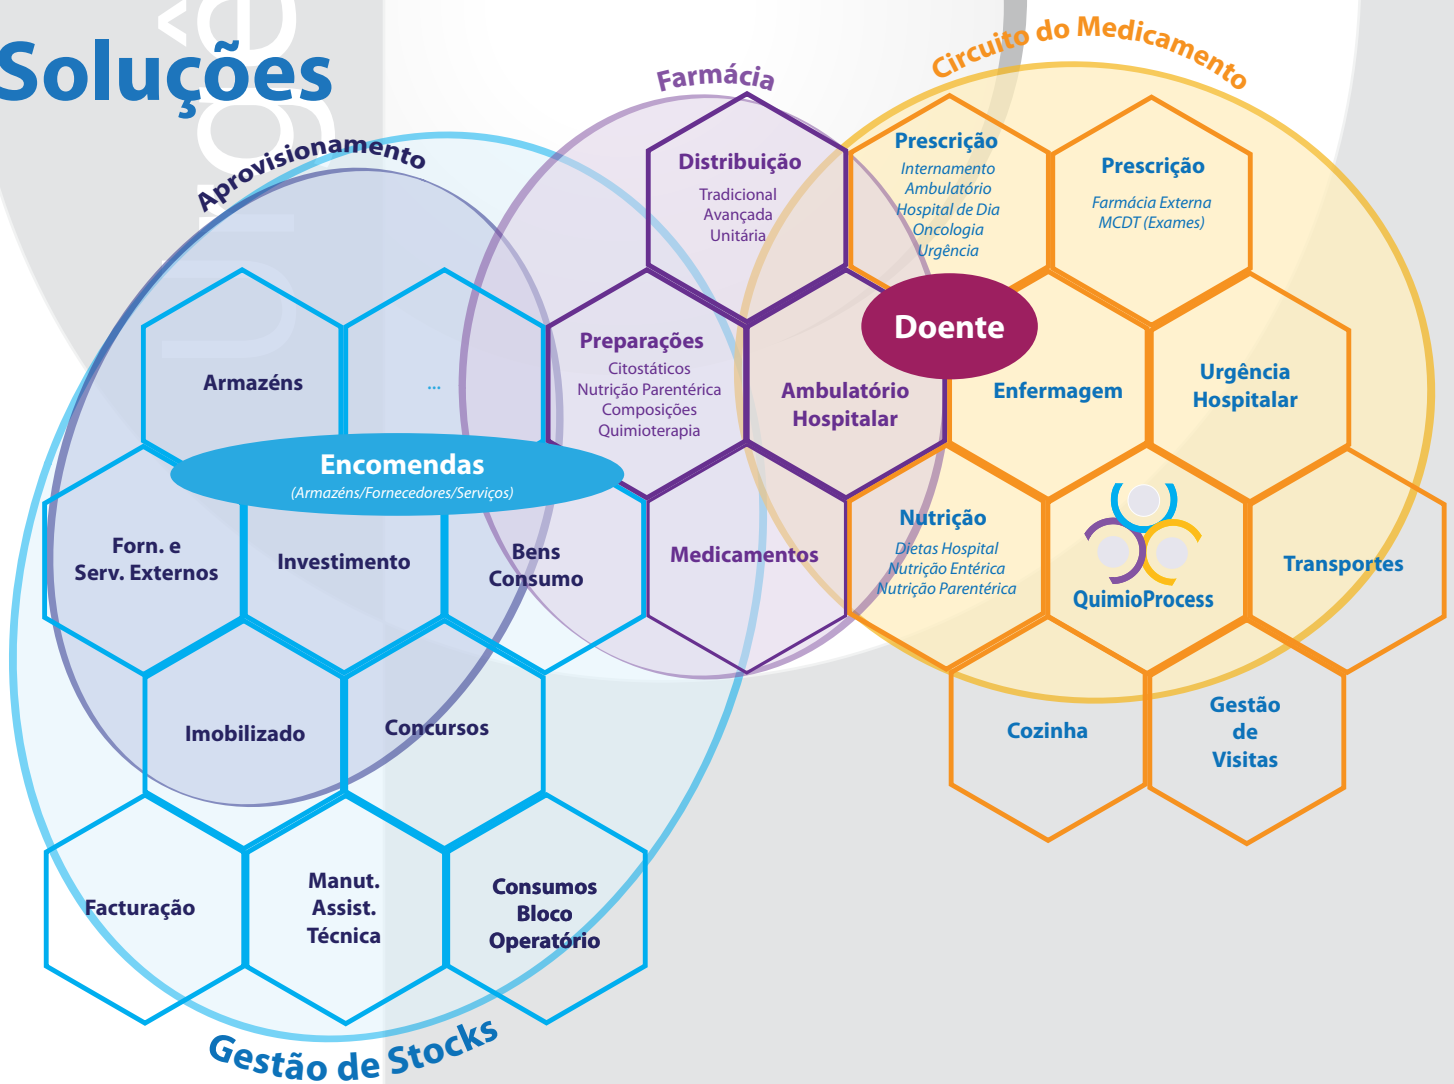 Soluções
urgê
Aprovisionamento
Farmácia
Circuito do Medicamento
Distribuição
Tradicional
Avançada
Unitária
Prescrição
Internamento
Ambulatório
Hospital de Dia
Oncologia
Urgência
Prescrição
Farmácia Externa
MCDT (Exames)
Doente
Armazéns
...
Preparações
Citostáticos
Nutrição Parentérica
Composições
Quimioterapia
Ambulatório
Hospitalar
Enfermagem
Urgência
Hospitalar
Encomendas
(Armazéns/Fornecedores/Serviços)
Forn. e
Serv. Externos
Investimento
Bens
Consumo
Medicamentos
Nutrição
Dietas Hospital
Nutrição Entérica
Nutrição Parentérica
QuimioProcess
Transportes
Imobilizado
Concursos
Cozinha
Gestão
de
Visitas
Facturação
Manut.
Assist.
Técnica
Consumos
Bloco
Operatório
Gestão de Stocks